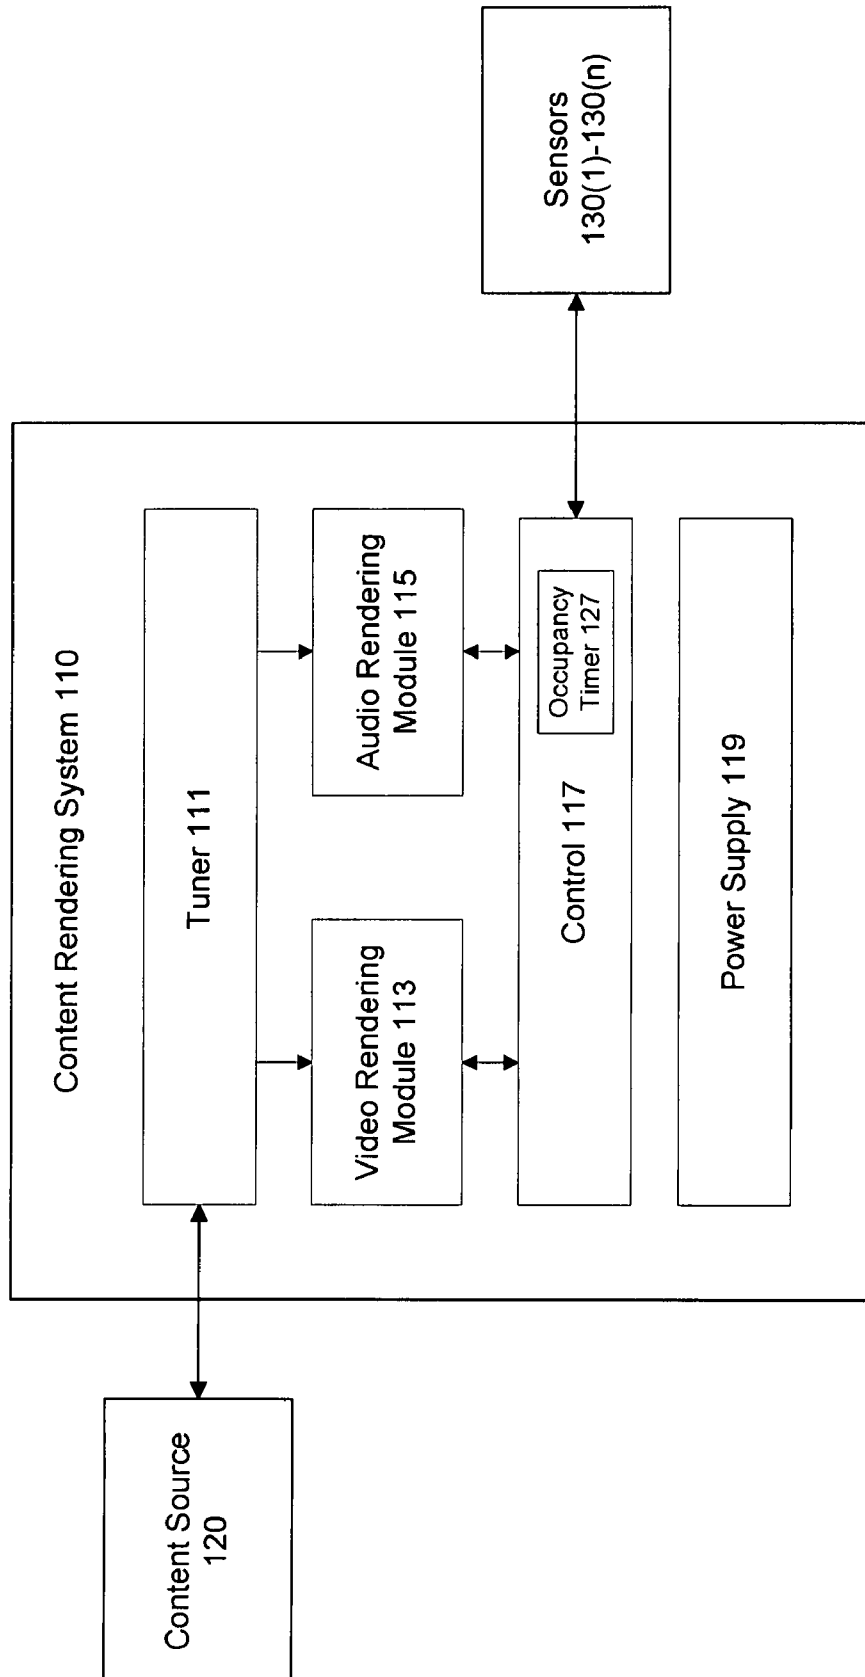 Content Rendering System 110
Content Source
120
Tuner 111
Video Rendering
Module 113
Audio Rendering
Module 115
Control 117
Occupancy
Timer 127
Power Supply 119
Sensors
130(1)-130(n)